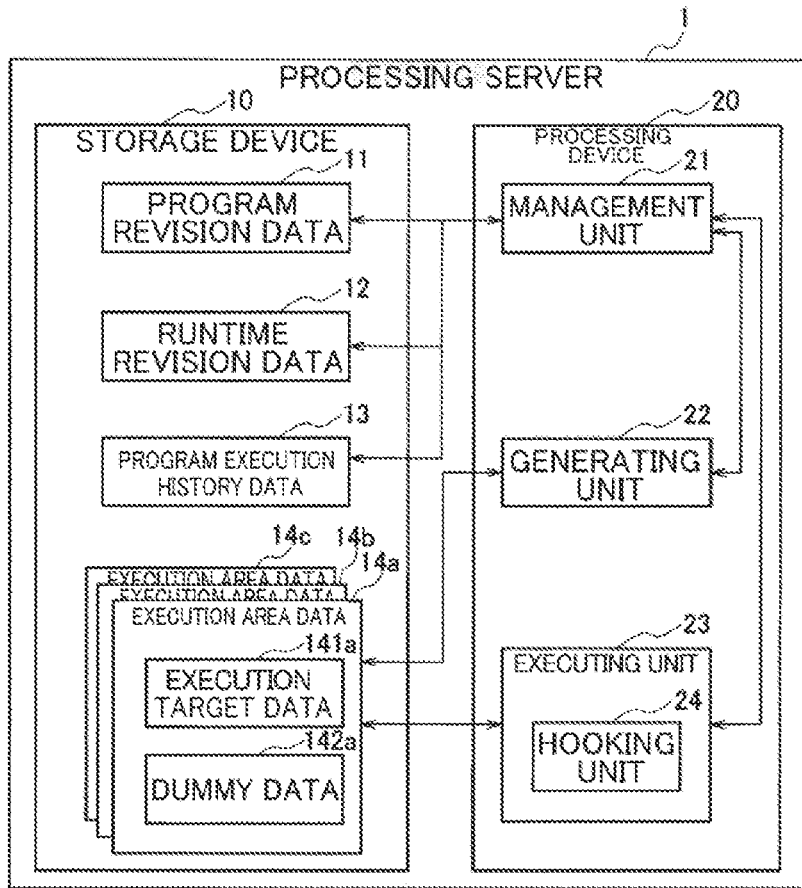 1
PROCESSING SERVER
10
STORAGE DEVICE
11
PROGRAM
REVISION DATA
12
RUNTIME
REVISION DATA
13
PROGRAM EXECUTION
HISTORY DATA
14c
EXECUTION AREA DATA
14b
EXECUTION AREA DATA
14a
EXECUTION AREA DATA
141a
EXECUTION
TARGET DATA
142a
DUMMY DATA
20
PROCESSING
DEVICE
21
MANAGEMENT
UNIT
22
GENERATING
UNIT
23
EXECUTING UNIT
24
HOOKING
UNIT